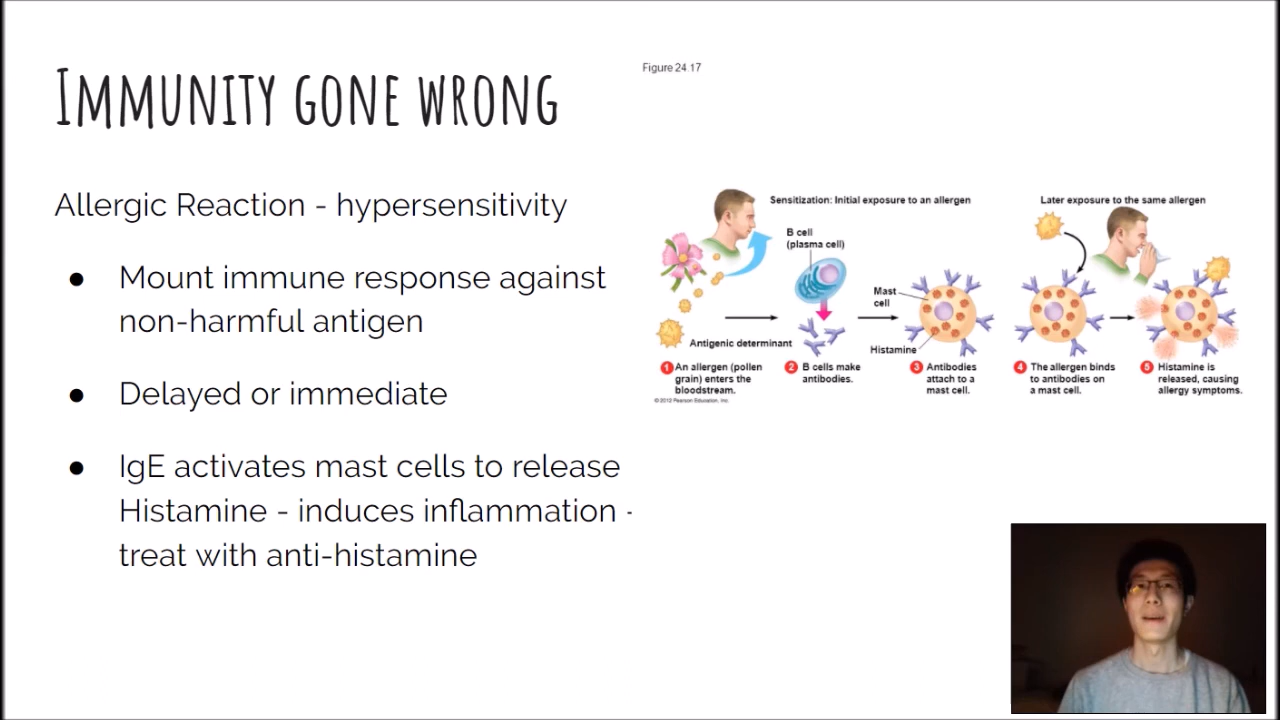 Immunity gone wrong
Allergic Reaction - hypersensitivity
● Mount immune response against
non-harmful antigen
● Delayed or immediate
● IgE activates mast cells to release
Histamine - induces inflammation -
treat with anti-histamine
Figure 24.17
Sensitization: Initial exposure to an allergen
B cell
(plasma cell)
Mast
cell
Antigenic determinant
Histamine
1 An allergen (pollen
grain) enters the
bloodstream.
2 B cells make
antibodies.
3 Antibodies
attach to a
mast cell.
Later exposure to the same allergen
4 The allergen binds
to antibodies on
a mast cell.
5 Histamine is
released, causing
allergy symptoms.
© 2012 Pearson Education, Inc.